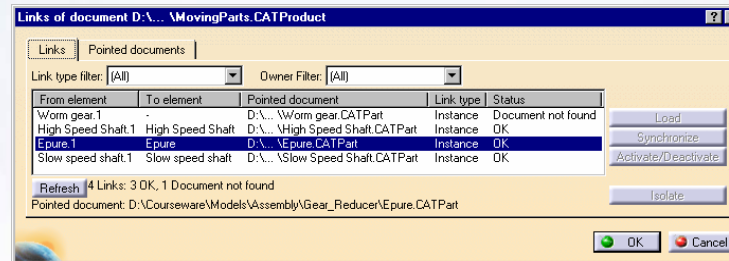 Links of document D:\... \MovingParts.CATProduct
Links Pointed documents
Link type filter: (All) Owner Filter: (All)
From element To element Pointed document Link type Status
Worm gear.1 - D:\... \Worm gear.CATPart Instance Document not found
High Speed Shaft.1 High Speed Shaft D:\... \High Speed Shaft.CATPart Instance OK
Epure.1 Epure D:\... \Epure.CATPart Instance OK
Slow speed shaft.1 Slow speed shaft D:\... \Slow Speed Shaft.CATPart Instance OK
Load
Synchronize
Activate/Deactivate
Isolate
Refresh 4 Links: 3 OK, 1 Document not found
Pointed document: D:\Courseware\Models\Assembly\Gear_Reducer\Epure.CATPart
OK Cancel